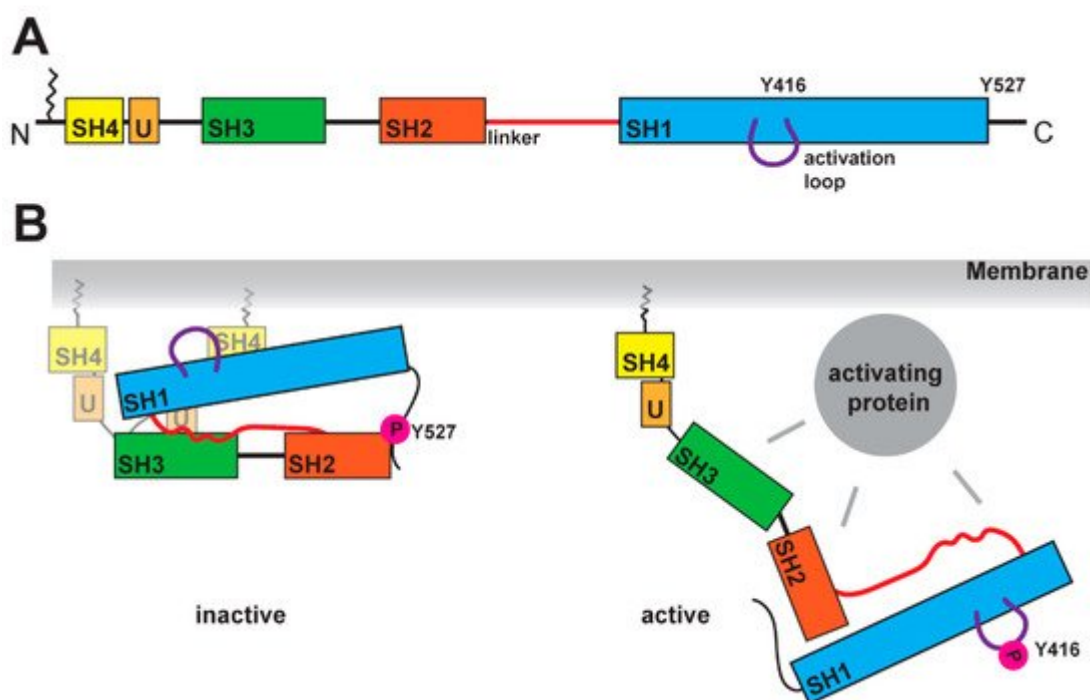 A
Y416
Y527
N
SH4
U
SH3
SH2
linker
SH1
activation
loop
C
B
Membrane
SH4
SH4
U
U
SH1
SH3
SH2
P
Y527
inactive
SH4
U
SH3
SH2
activating
protein
active
SH1
P
Y416